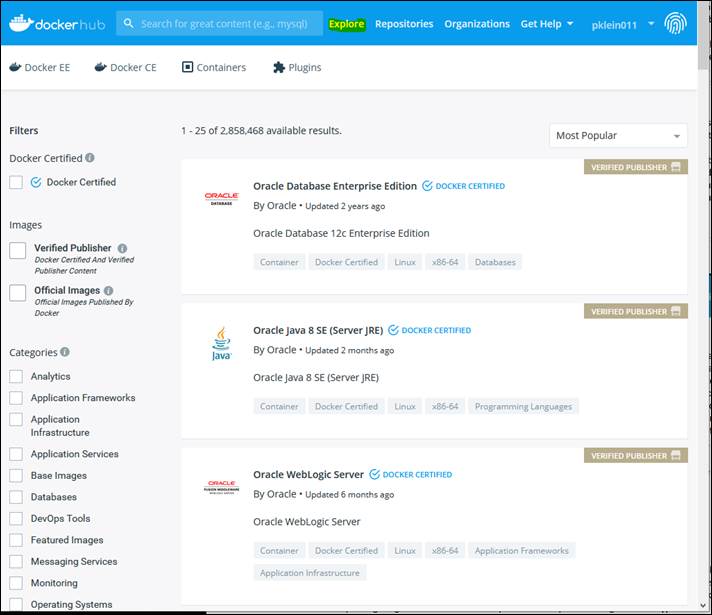 dockerhub
Search for great content (e.g., mysql)
Explore
Repositories
Organizations
Get Help
pklein011
Docker EE
Docker CE
Containers
Plugins
Filters
1 - 25 of 2,858,468 available results.
Most Popular
Docker Certified
Docker Certified
Images
Verified Publisher
Docker Certified And Verified
Publisher Content
Official Images
Official Images Published By
Docker
Categories
Analytics
Application Frameworks
Application
Infrastructure
Application Services
Base Images
Databases
DevOps Tools
Featured Images
Messaging Services
Monitoring
Operating Systems
VERIFIED PUBLISHER
ORACLE
DATABASE
Oracle Database Enterprise Edition DOCKER CERTIFIED
By Oracle • Updated 2 years ago
Oracle Database 12c Enterprise Edition
Container Docker Certified Linux x86-64 Databases
VERIFIED PUBLISHER
Java
Oracle Java 8 SE (Server JRE) DOCKER CERTIFIED
By Oracle • Updated 2 months ago
Oracle Java 8 SE (Server JRE)
Container Docker Certified Linux x86-64 Programming Languages
VERIFIED PUBLISHER
ORACLE
FUSION MIDDLEWARE
WEBLOGIC SERVER
Oracle WebLogic Server DOCKER CERTIFIED
By Oracle • Updated 6 months ago
Oracle WebLogic Server
Container Docker Certified Linux x86-64 Application Frameworks
Application Infrastructure